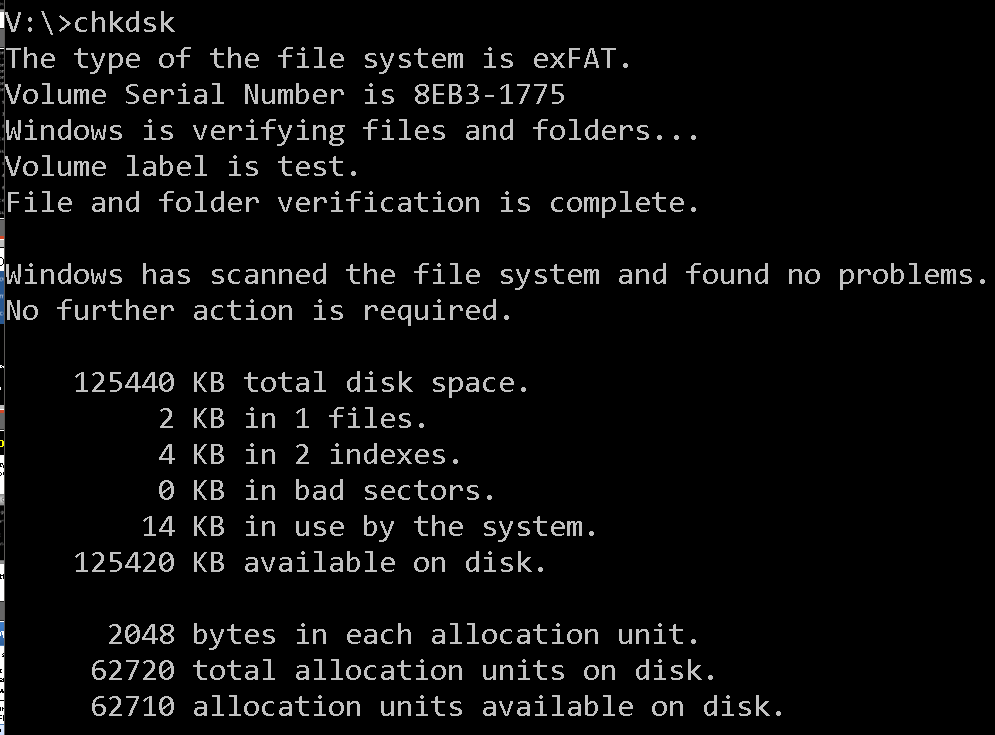 V:\>chkdsk
The type of the file system is exFAT.
Volume Serial Number is 8EB3-1775
Windows is verifying files and folders...
Volume label is test.
File and folder verification is complete.
Windows has scanned the file system and found no problems.
No further action is required.
125440 KB total disk space.
2 KB in 1 files.
4 KB in 2 indexes.
0 KB in bad sectors.
14 KB in use by the system.
125420 KB available on disk.
2048 bytes in each allocation unit.
62720 total allocation units on disk.
62710 allocation units available on disk.